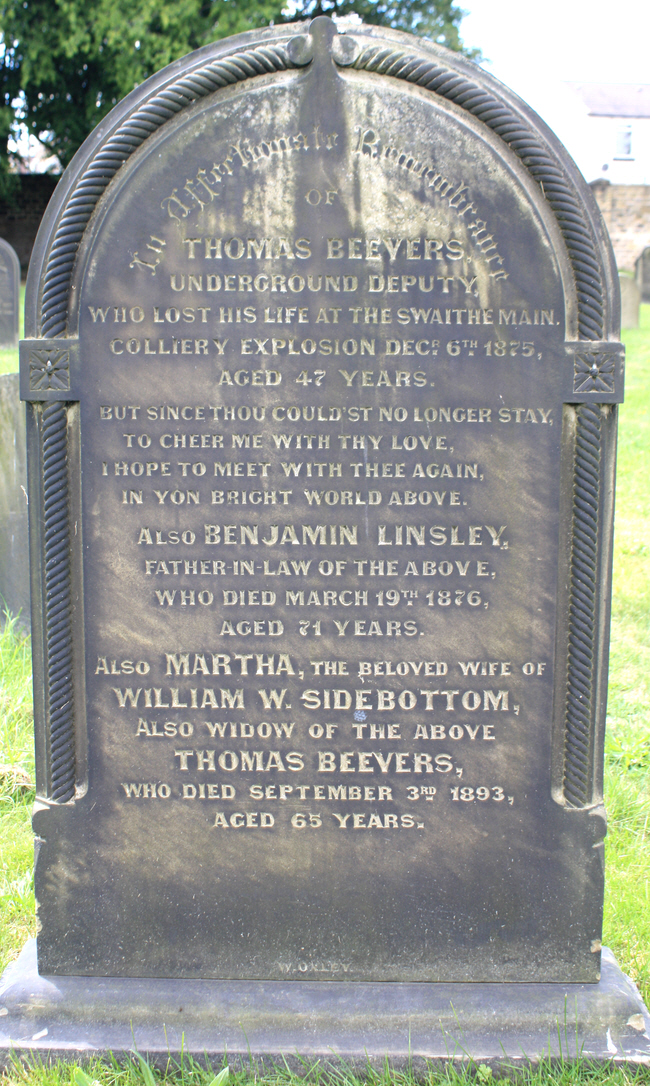 In Affectionate Remembrance
OF
THOMAS BEEVERS,
UNDERGROUND DEPUTY,
WHO LOST HIS LIFE AT THE SWAITHE MAIN.
COLLIERY EXPLOSION DECR. 6TH 1875,
AGED 47 YEARS.
BUT SINCE THOU COULD'ST NO LONGER STAY,
TO CHEER ME WITH THY LOVE,
I HOPE TO MEET WITH THEE AGAIN,
IN YON BRIGHT WORLD ABOVE.
ALSO BENJAMIN LINSLEY,
FATHER-IN-LAW OF THE ABOVE,
WHO DIED MARCH 19TH 1876,
AGED 71 YEARS.
ALSO MARTHA, THE BELOVED WIFE OF
WILLIAM W. SIDEBOTTOM,
ALSO WIDOW OF THE ABOVE
THOMAS BEEVERS,
WHO DIED SEPTEMBER 3RD 1893,
AGED 65 YEARS.
W. OXLEY